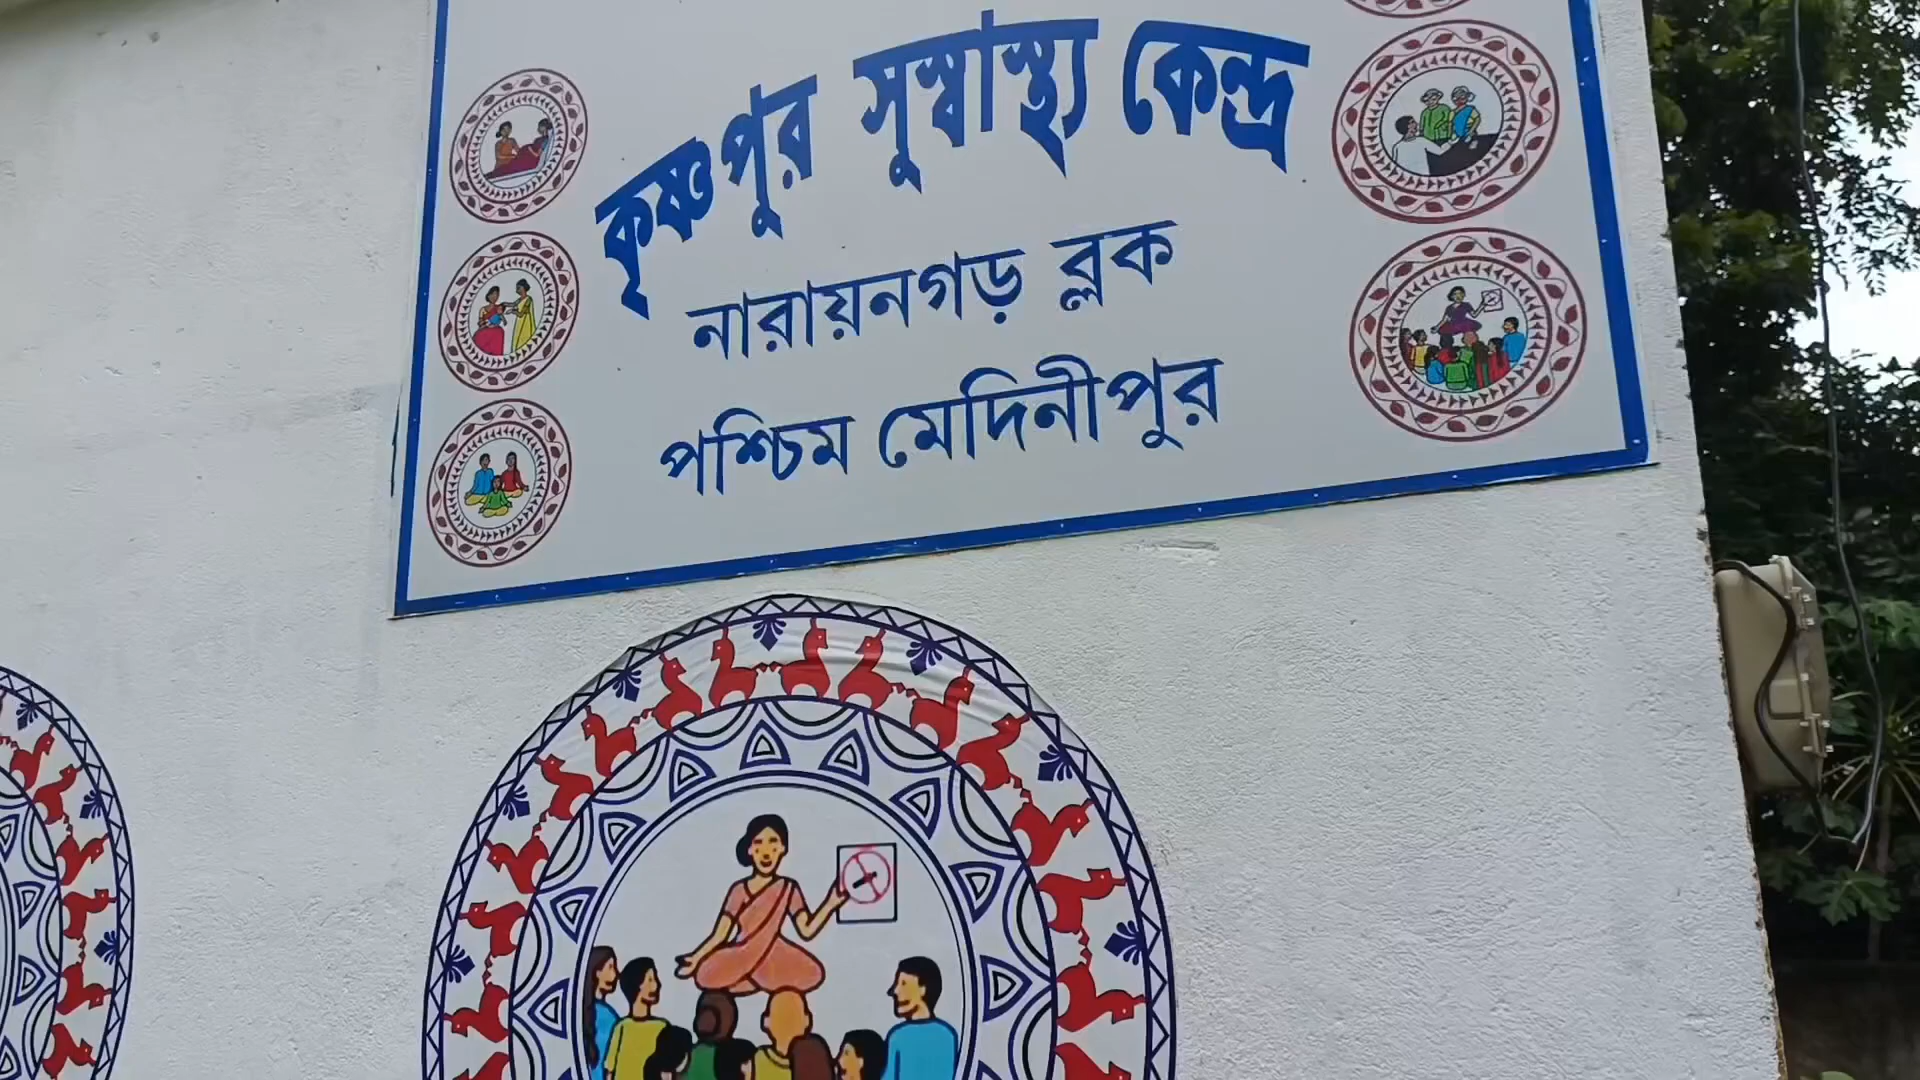 কৃষ্ণপুর সুস্বাস্থ্য কেন্দ্র
নারায়নগড় ব্লক
পশ্চিম মেদিনীপুর